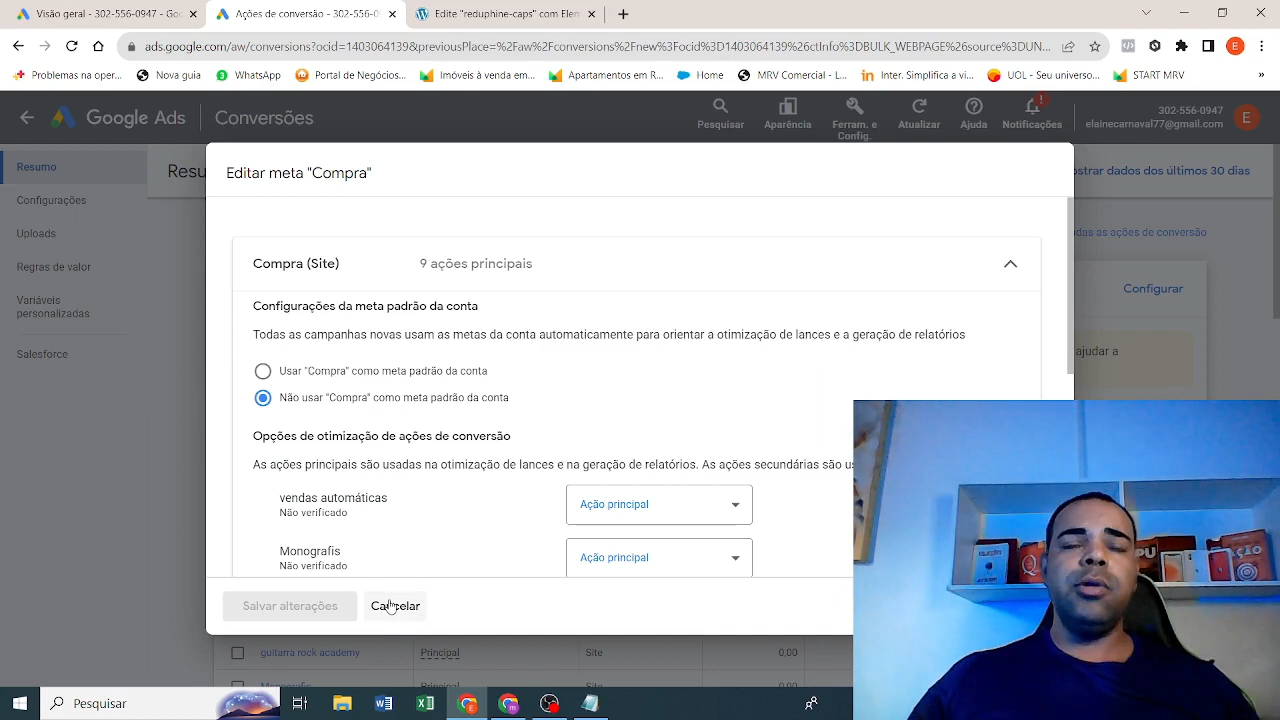 Visão geral - 302-556-0947 - Go
Ações de conversão - 302-556-0
Edite "reduphine-caps" com Elem
ads.google.com/aw/conversions?ocid=1403064139&previousPlace=%2Fconversions%2Fnew%3Focid%3D1403064139%26ctInfo%3DBULK_WEBPAGE%26source%3DUN...
Problemas na oper...
Nova guia
WhatsApp
Portal de Negócios...
Imóveis à venda em...
Apartamentos em R...
Home
MRV Comercial - L...
Inter. Simplifica a vi...
UOL - Seu universo...
START MRV
»
Google Ads
Conversões
Pesquisar
Aparência
Ferram. e
Config.
Atualizar
Ajuda
Notificações
302-556-0947
elainecarnaval77@gmail.com
E
Resumo
Configurações
Uploads
Regras de valor
Variáveis
personalizadas
Salesforce
Resu
ostrar dados dos últimos 30 dias
das as ações de conversão
Configurar
ajudar a
Editar meta "Compra"
Compra (Site)
9 ações principais
Configurações da meta padrão da conta
Todas as campanhas novas usam as metas da conta automaticamente para orientar a otimização de lances e a geração de relatórios
Usar "Compra" como meta padrão da conta
Não usar "Compra" como meta padrão da conta
Opções de otimização de ações de conversão
As ações principais são usadas na otimização de lances e na geração de relatórios. As ações secundárias são us
vendas automáticas
Não verificado
Ação principal
Monografis
Não verificado
Ação principal
Salvar alterações
Cancelar
guitarra rock academy
Principal
Site
0,00
Pesquisar